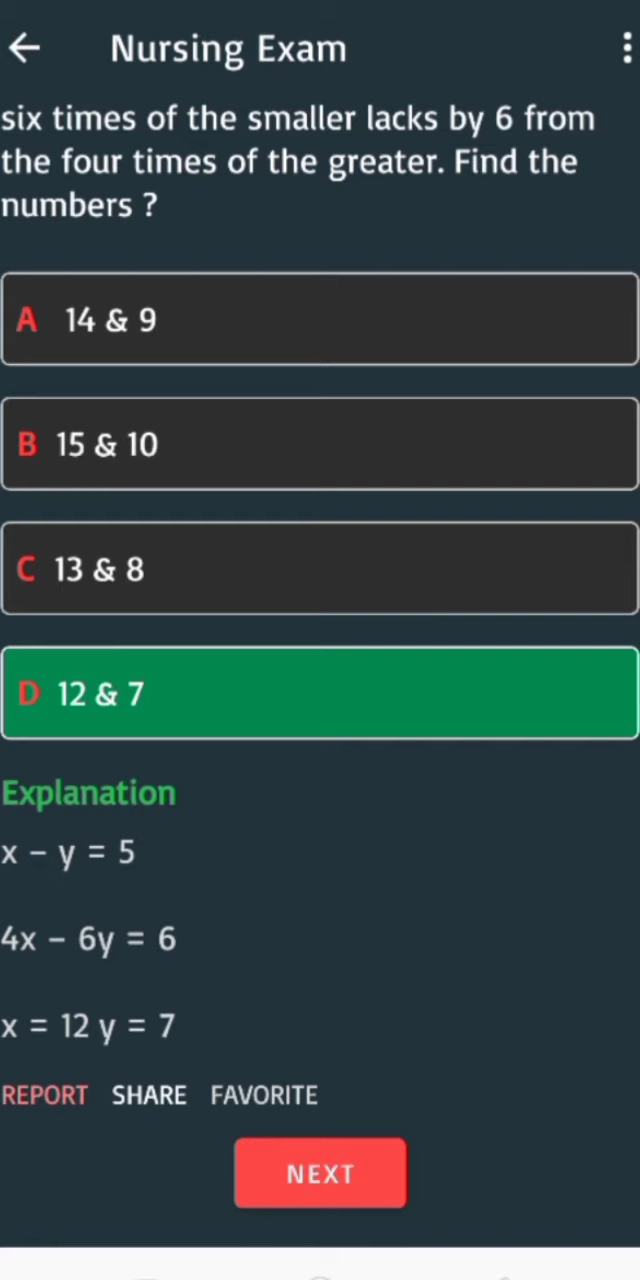 Nursing Exam
six times of the smaller lacks by 6 from
the four times of the greater. Find the
numbers ?
A 14 & 9
B 15 & 10
C 13 & 8
D 12 & 7
Explanation
x - y = 5
4x - 6y = 6
x = 12 y = 7
REPORT SHARE FAVORITE
NEXT